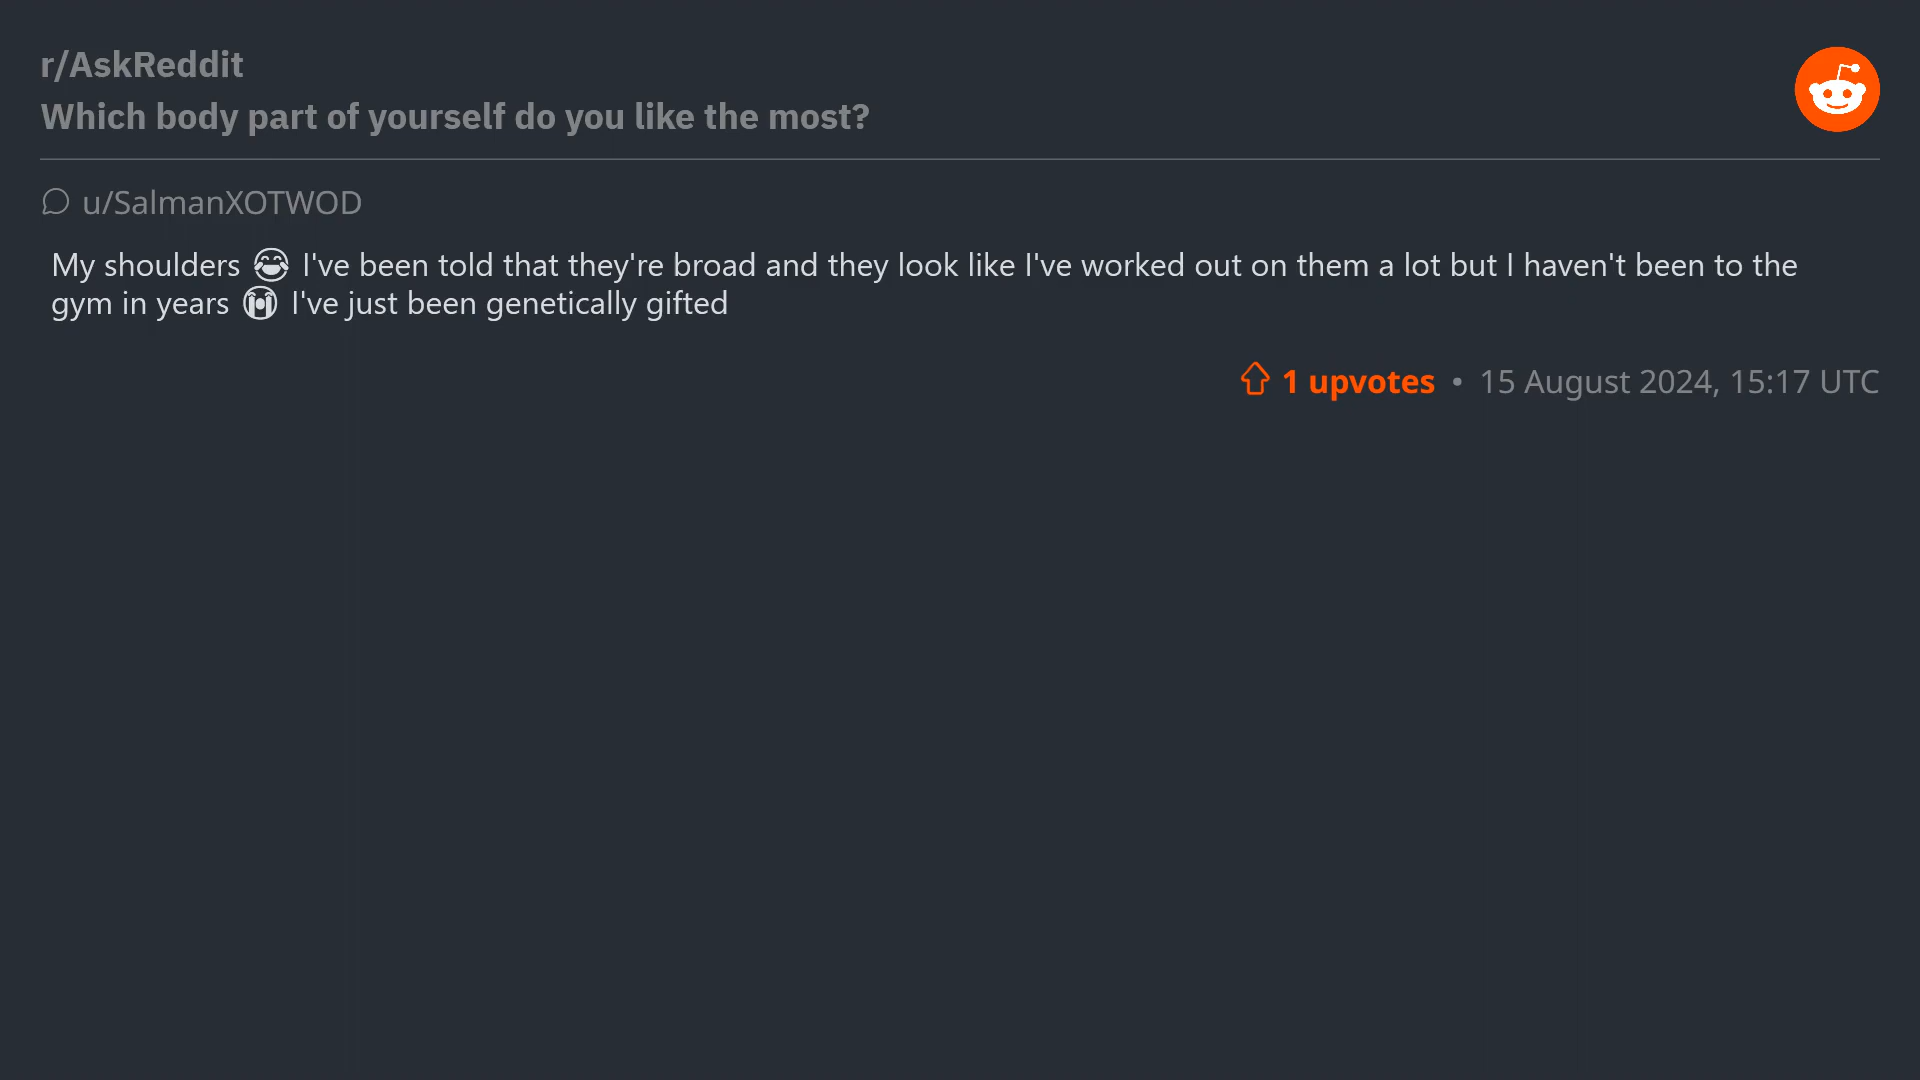 r/AskReddit
Which body part of yourself do you like the most?
u/SalmanXOTWOD
My shoulders 😂 I've been told that they're broad and they look like I've worked out on them a lot but I haven't been to the
gym in years 😭 I've just been genetically gifted
1 upvotes • 15 August 2024, 15:17 UTC